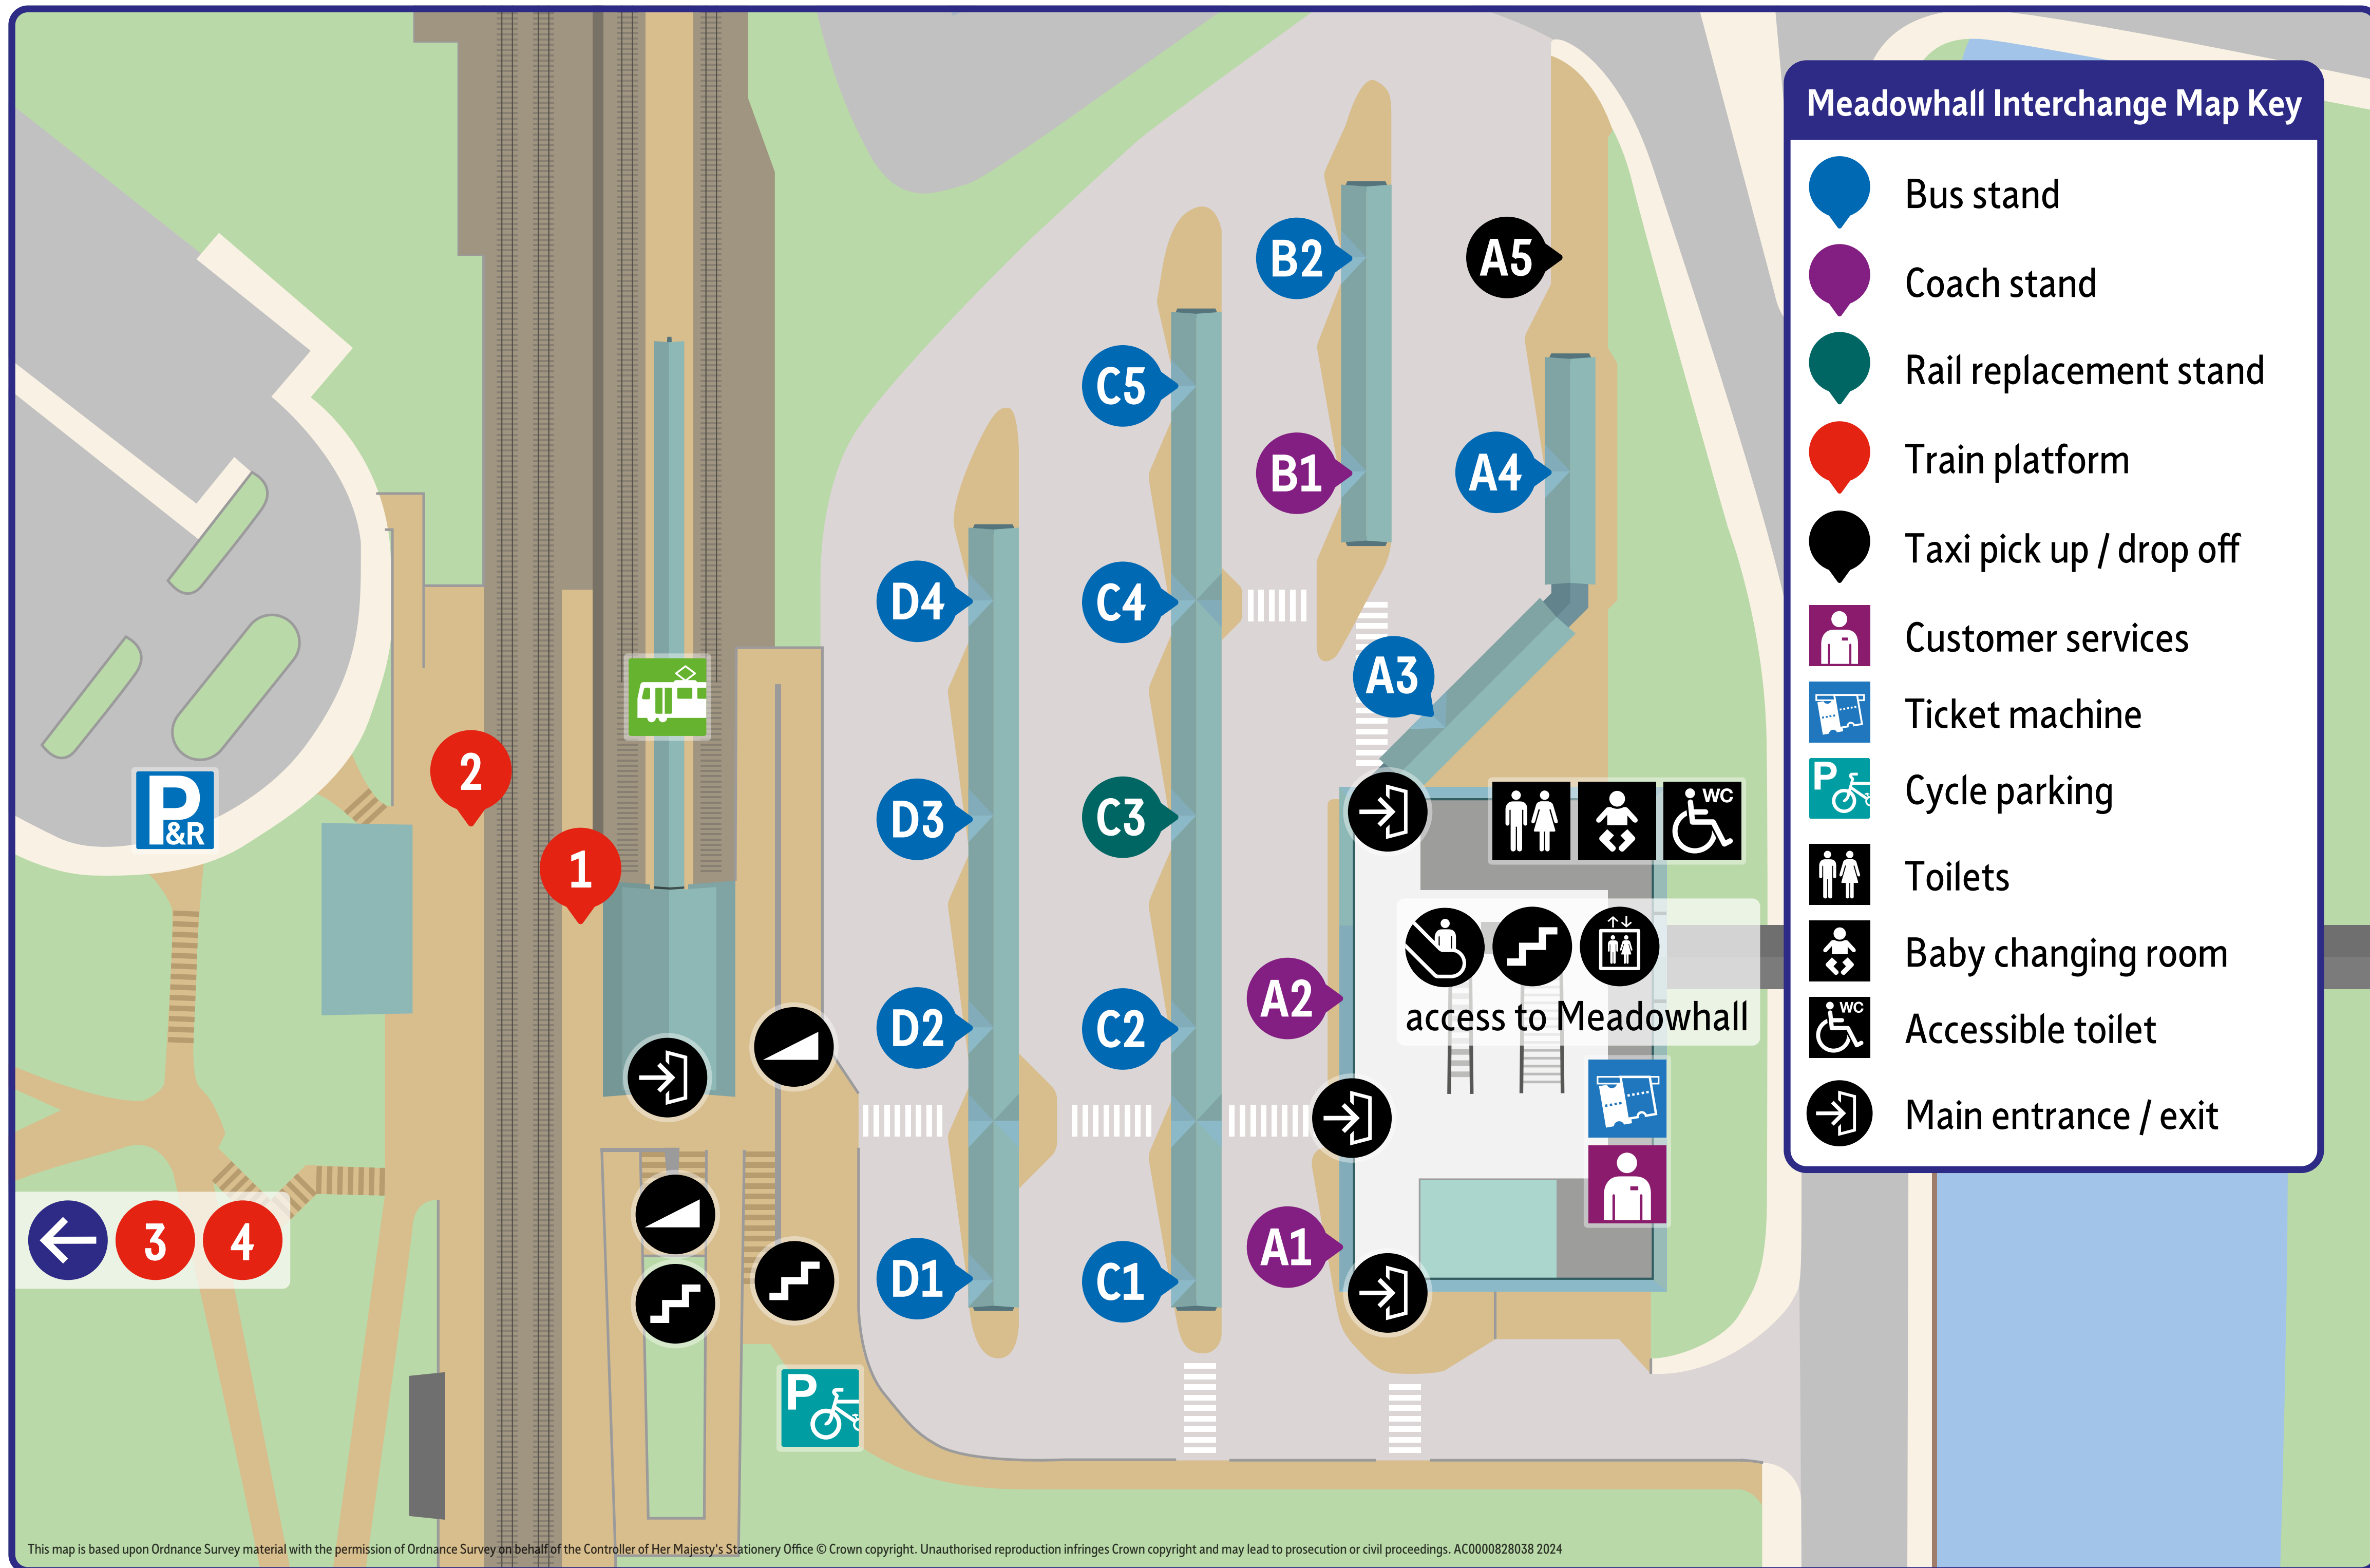 Meadowhall Interchange Map Key
Bus stand
Coach stand
Rail replacement stand
Train platform
Taxi pick up / drop off
Customer services
Ticket machine
P
Cycle parking
Toilets
Baby changing room
WC
Accessible toilet
Main entrance / exit
B2
A5
C5
B1
A4
D4
C4
A3
2
P
&R
1
D3
C3
WC
A2
access to Meadowhall
D2
C2
3
4
D1
C1
A1
P
This map is based upon Ordnance Survey material with the permission of Ordnance Survey on behalf of the Controller of Her Majesty's Stationery Office © Crown copyright. Unauthorised reproduction infringes Crown copyright and may lead to prosecution or civil proceedings. AC0000828038 2024